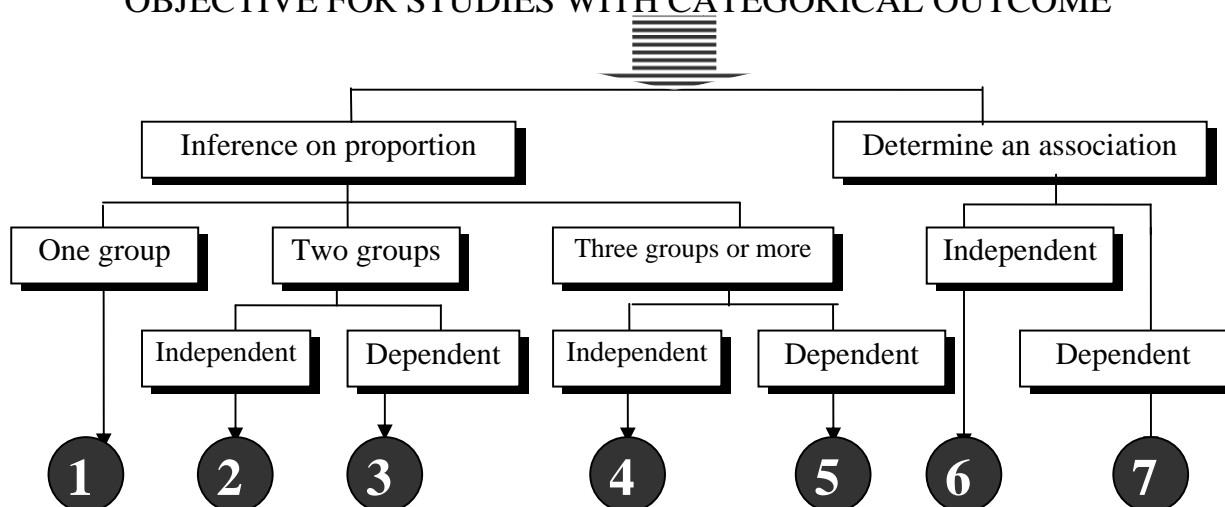 OBJECTIVE FOR STUDIES WITH CATEGORICAL OUTCOME
Inference on proportion
Determine an association
One group
Two groups
Three groups or more
Independent
Independent
Dependent
Independent
Dependent
Dependent
1
2
3
4
5
6
7